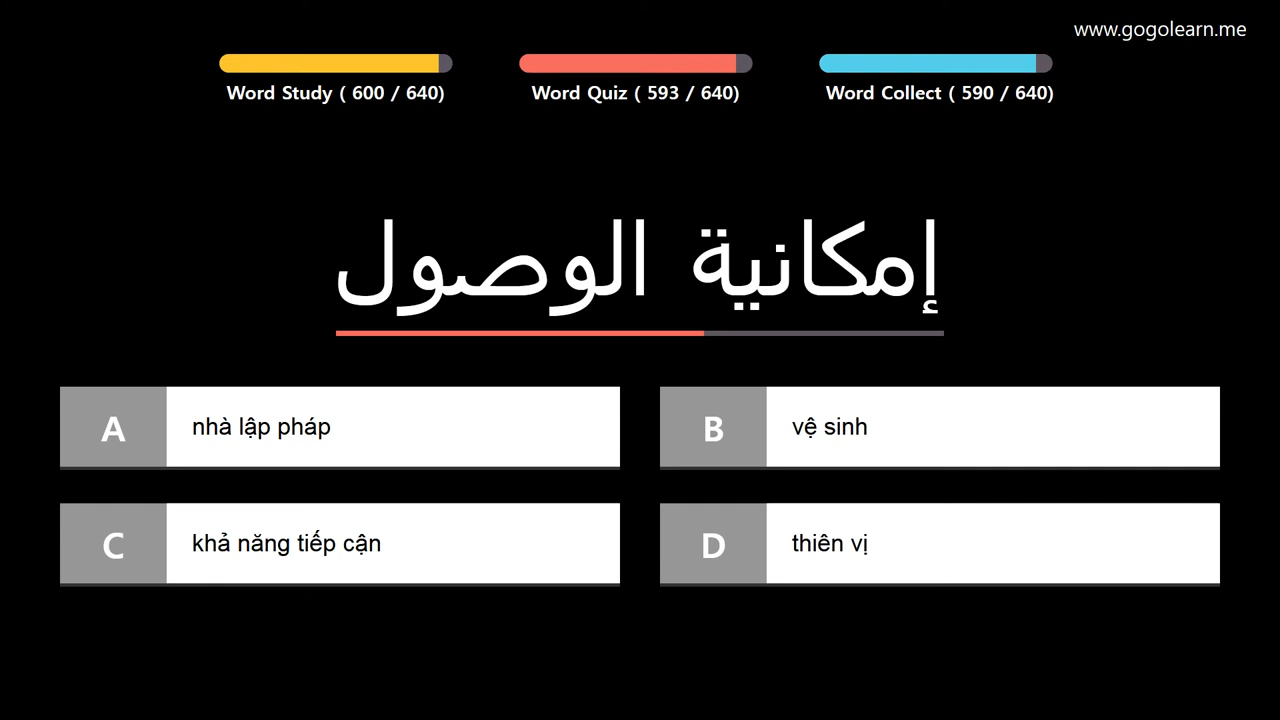 www.gogolearn.me
Word Study ( 600 / 640)
Word Quiz ( 593 / 640)
Word Collect ( 590 / 640)
إمكانية الوصول
A nhà lập pháp
B vệ sinh
C khả năng tiếp cận
D thiên vị